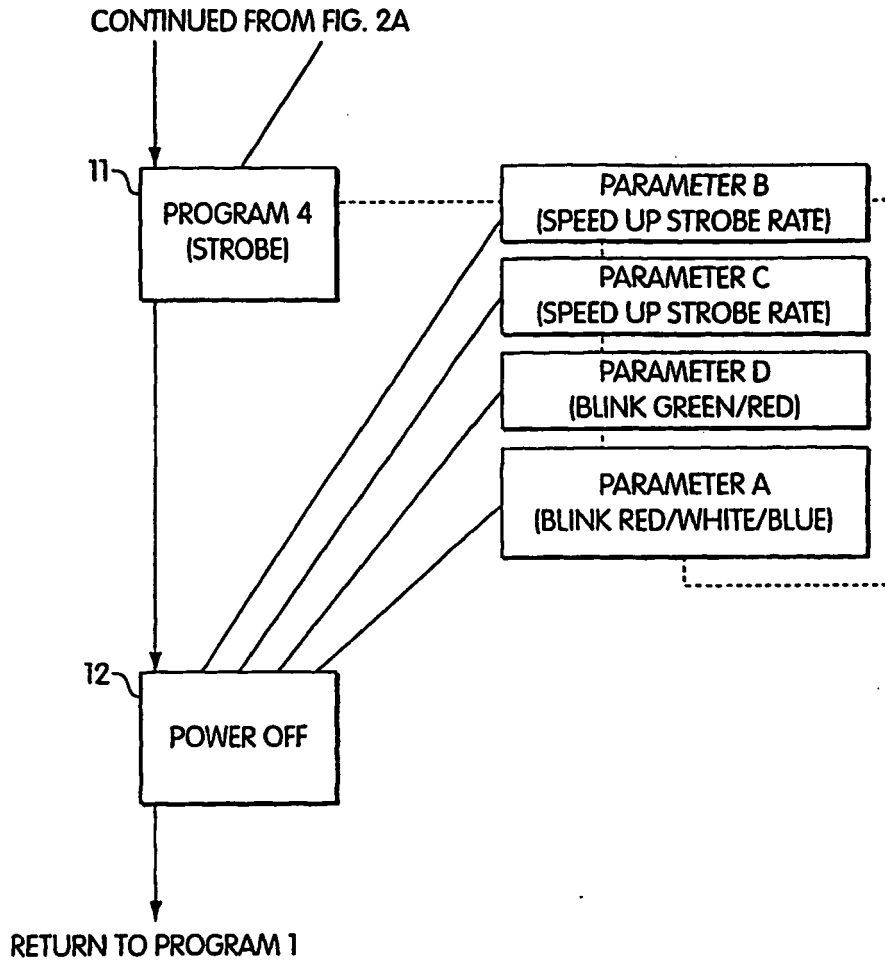 CONTINUED FROM FIG. 2A
11
PROGRAM 4
(STROBE)
PARAMETER B
(SPEED UP STROBE RATE)
PARAMETER C
(SPEED UP STROBE RATE)
PARAMETER D
(BLINK GREEN/RED)
PARAMETER A
(BLINK RED/WHITE/BLUE)
12
POWER OFF
RETURN TO PROGRAM 1